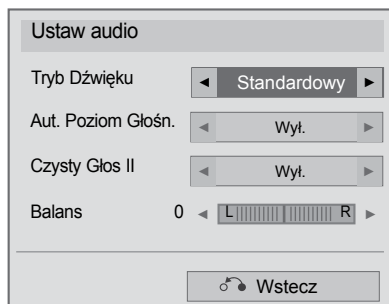 Ustaw audio
Tryb Dźwięku ◄ Standardowy ►
Aut. Poziom Głośn. ◄ Wył. ►
Czysty Głos II ◄ Wył. ►
Balans 0 ◄ L R ►
Wstecz